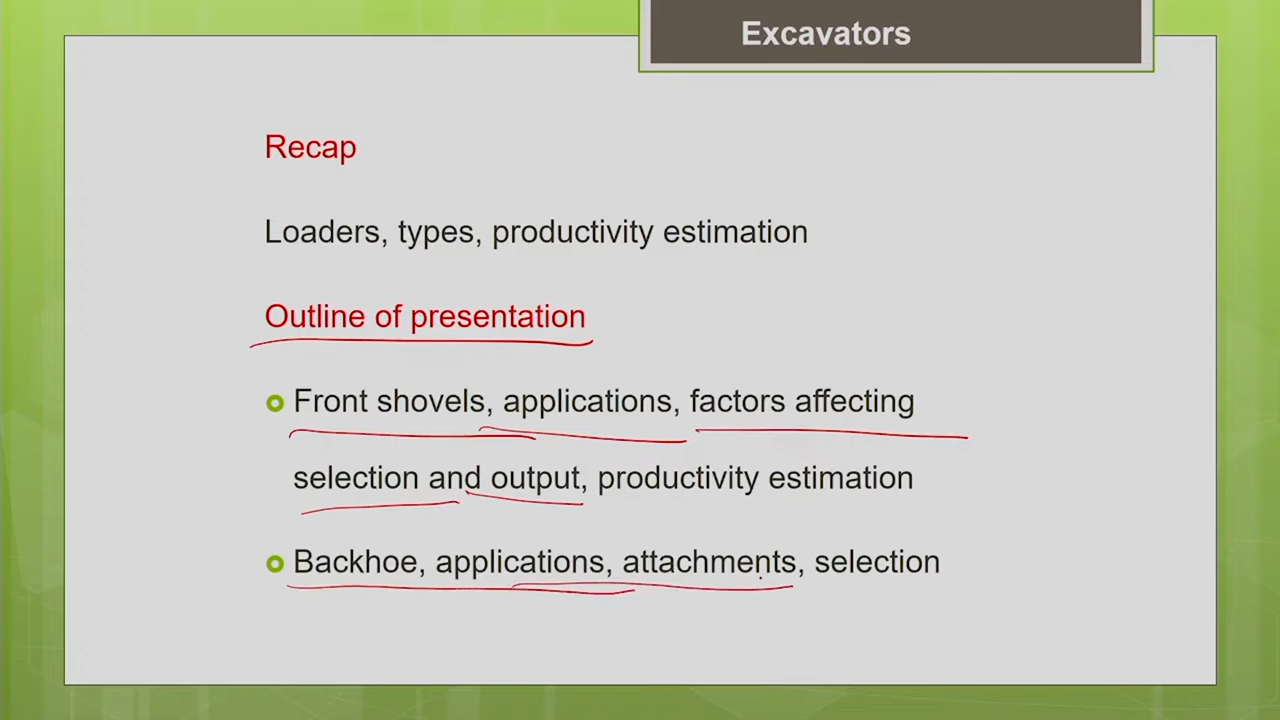 Excavators
Recap
Loaders, types, productivity estimation
Outline of presentation
Front shovels, applications, factors affecting
selection and output, productivity estimation
Backhoe, applications, attachments, selection